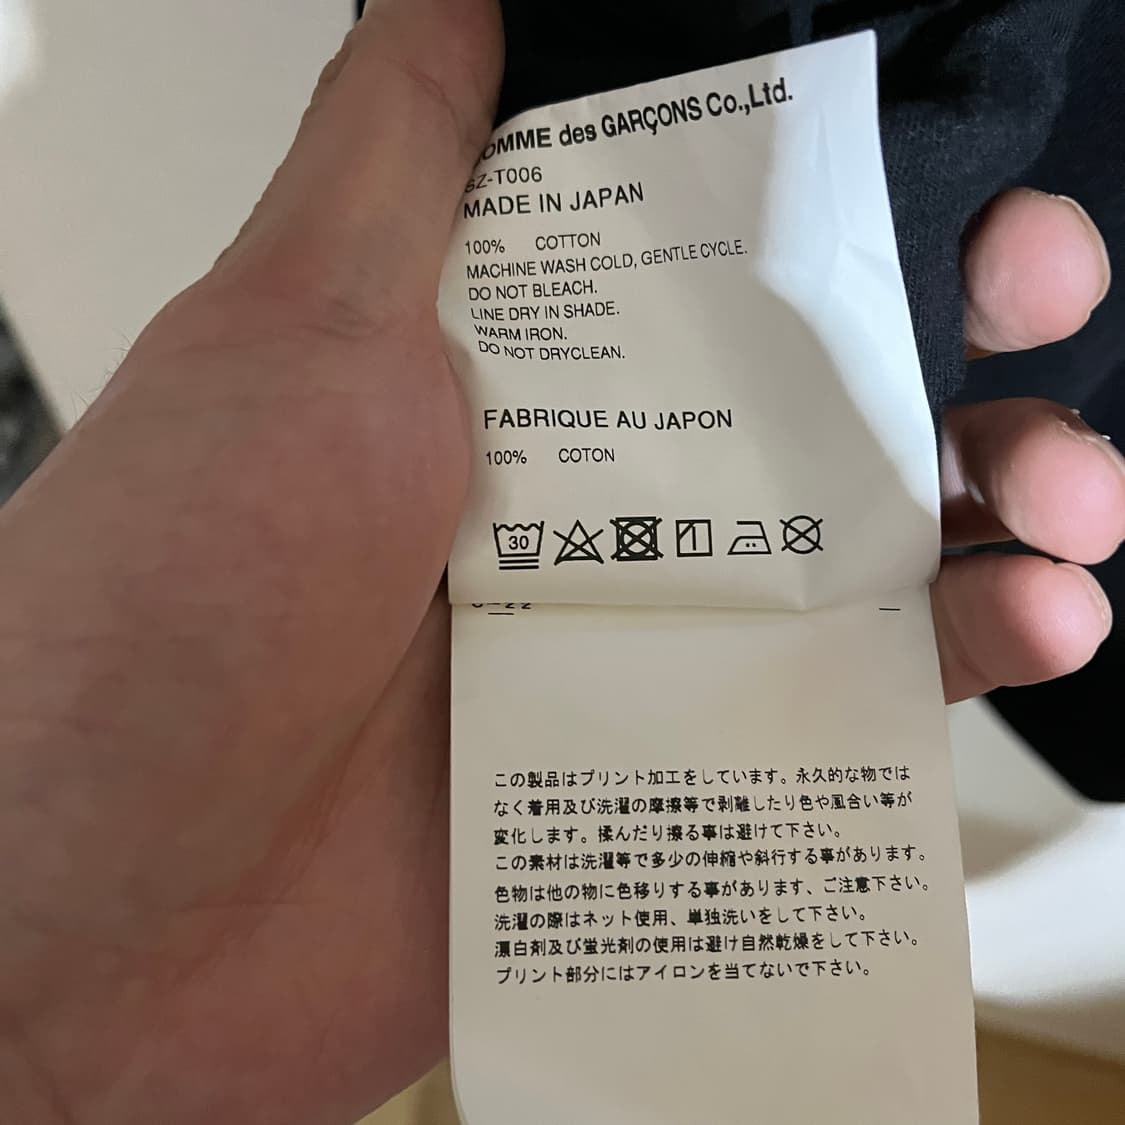 des GARÇONS Co.,Ltd.
MADE IN JAPAN
100% COTTON
MACHINE WASH COLD, GENTLE CYCLE.
DO NOT BLEACH.
LINE DRY IN SHADE.
WARM IRON.
DO NOT DRYCLEAN.
FABRIQUE AU JAPON
100% COTON
30
この製品はプリント加工をしています。永久的な物では
なく着用及び洗濯の摩擦等で剥離したり色や風合い等が
変化します。揉んだり擦る事は避けて下さい。
この素材は洗濯等で多少の伸縮や斜行する事があります。
色物は他の物に色移りする事があります、ご注意下さい。
洗濯の際はネット使用、単独洗いをして下さい。
漂白剤及び蛍光剤の使用は避け自然乾燥をして下さい。
プリント部分にはアイロンを当てないで下さい。